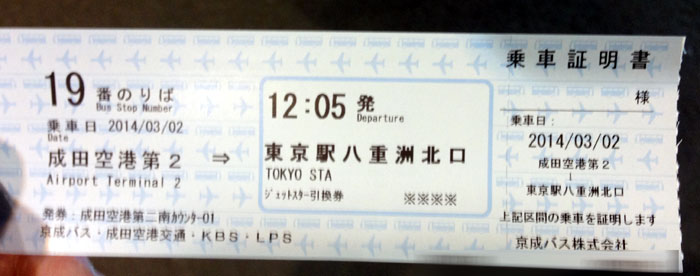 19 番のりば
Bus Stop Number
乗車日 2014/03/02
Date
成田空港第2 ⇒
Airport Terminal 2
12:05 発
Departure
東京駅八重洲北口
TOKYO STA
ジェットスター引換券 ※※※※
発券:成田空港第二南カウンター01
京成バス・成田空港交通・KBS・LPS
乗車証明書
様
乗車日:
2014/03/02
成田空港第2
↓
東京駅八重洲北口
上記区間の乗車を証明します
京成バス株式会社